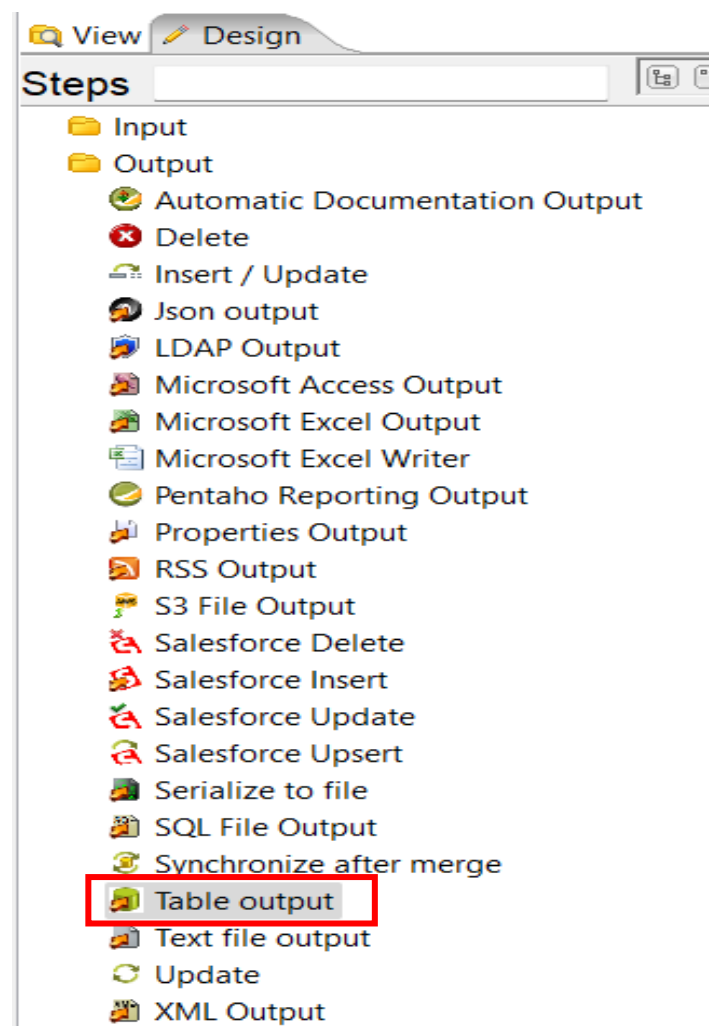 View Design
Steps
Input
Output
Automatic Documentation Output
Delete
Insert / Update
Json output
LDAP Output
Microsoft Access Output
Microsoft Excel Output
Microsoft Excel Writer
Pentaho Reporting Output
Properties Output
RSS Output
S3 File Output
Salesforce Delete
Salesforce Insert
Salesforce Update
Salesforce Upsert
Serialize to file
SQL File Output
Synchronize after merge
Table output
Text file output
Update
XML Output